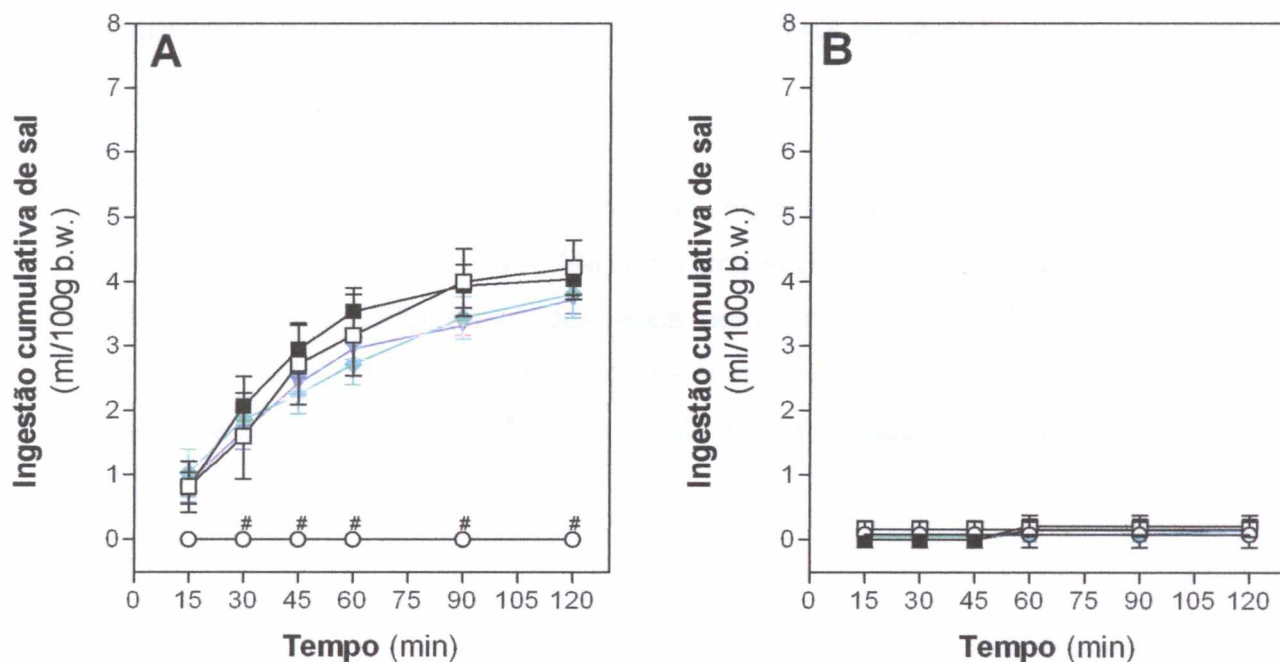 A
8
7
6
5
4
3
2
1
0
Ingestão cumulativa de sal
(ml/100g b.w.)
# # # # #
0 15 30 45 60 75 90 105 120
Tempo (min)
B
8
7
6
5
4
3
2
1
0
Ingestão cumulativa de sal
(ml/100g b.w.)
0 15 30 45 60 75 90 105 120
Tempo (min)